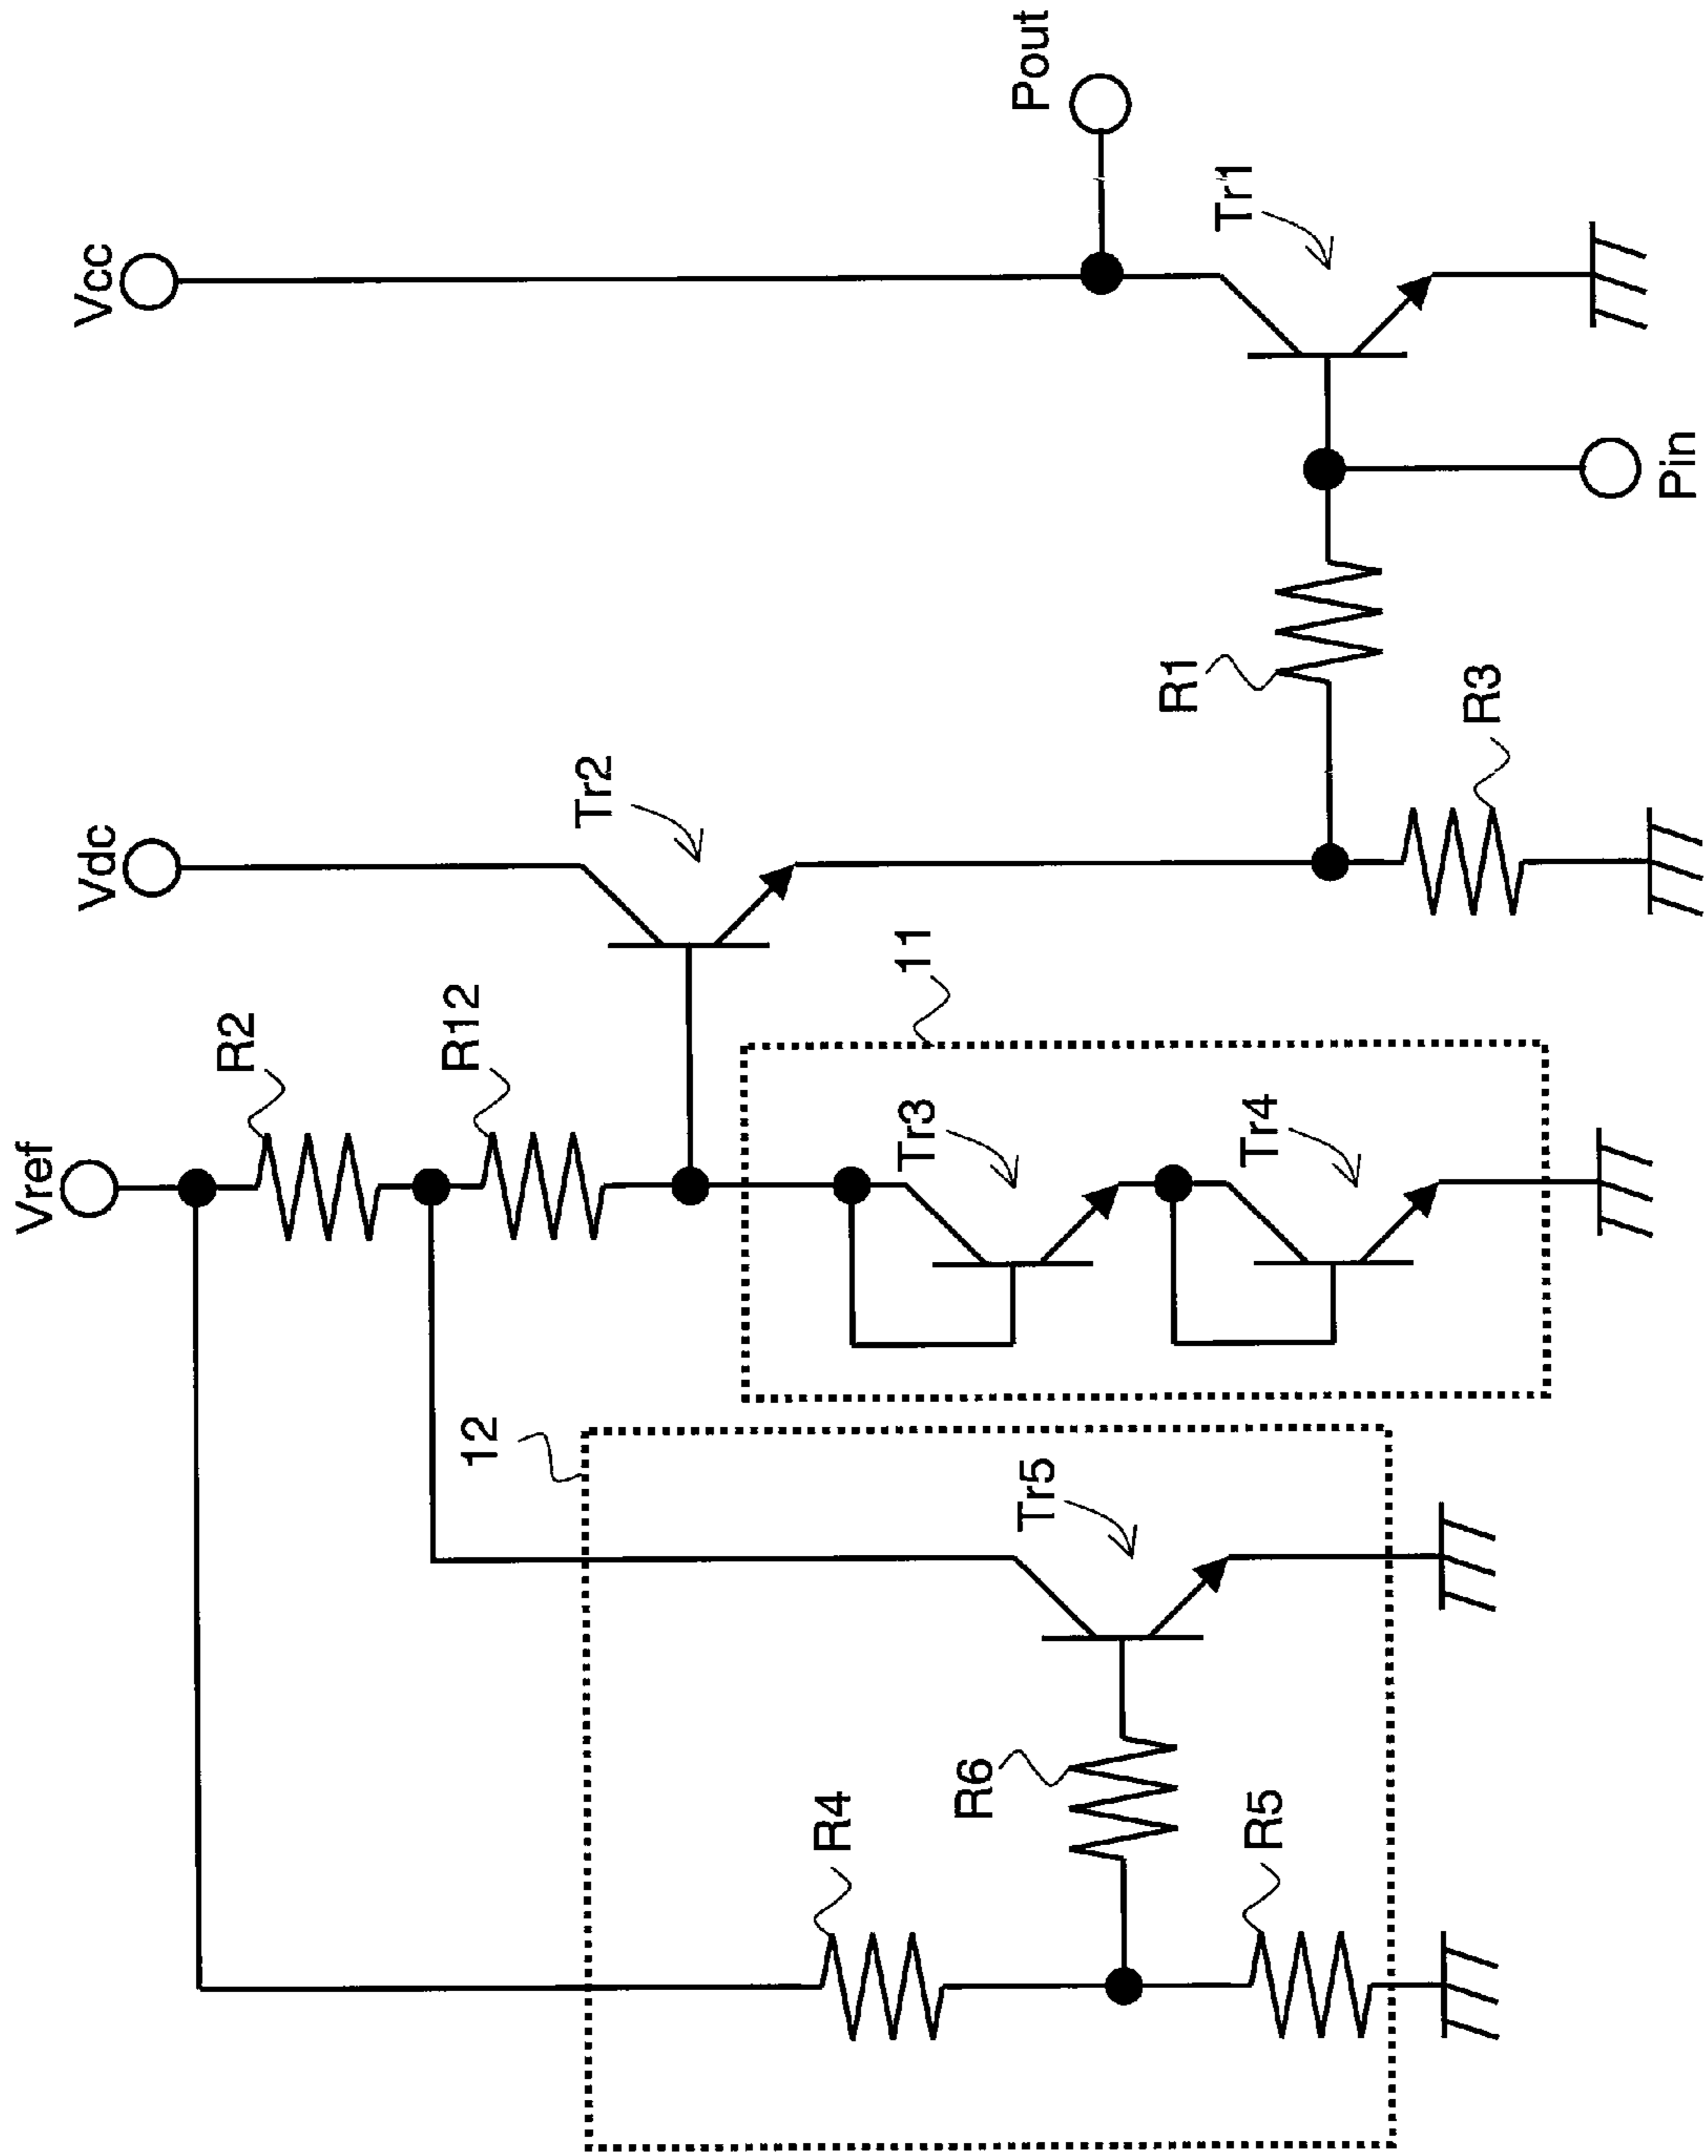 Vref
Vdc
Vcc
R2
R12
Tr2
Pout
12
11
Tr3
Tr5
Tr4
R4
R6
R5
R1
R3
Tr1
Pin